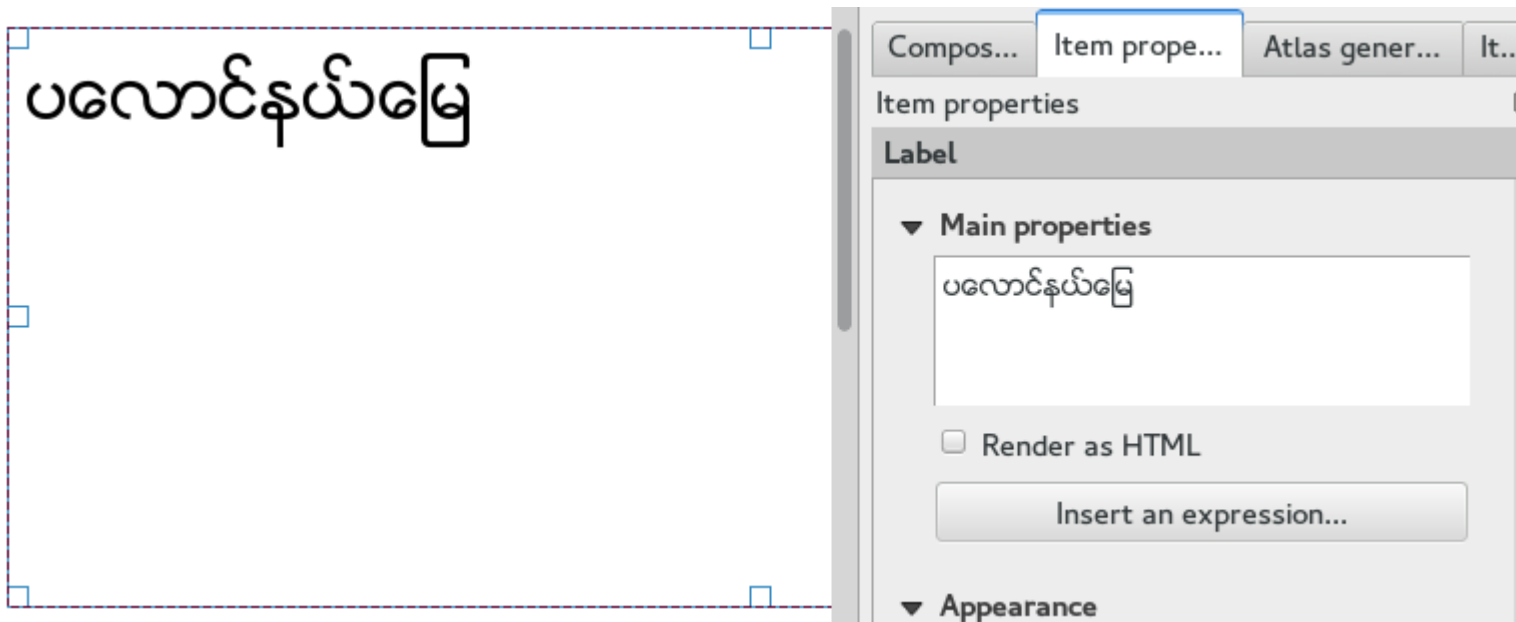 ပလောင်နယ်မြေ
Compos...
Item prope...
Atlas gener...
It...
Item properties
Label
Main properties
ပလောင်နယ်မြေ
Render as HTML
Insert an expression...
Appearance